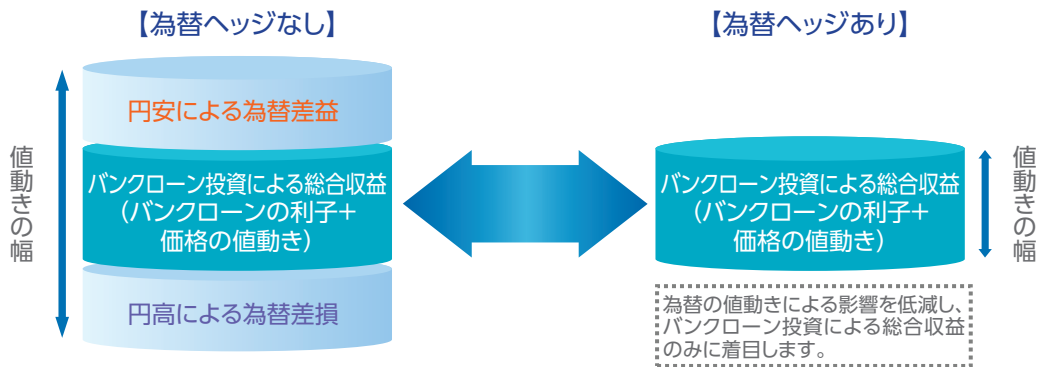 【為替ヘッジなし】
値動きの幅
円安による為替差益
バンクローン投資による総合収益
(バンクローンの利子+
価格の値動き)
円高による為替差損
【為替ヘッジあり】
バンクローン投資による総合収益
(バンクローンの利子+
価格の値動き)
値動きの幅
為替の値動きによる影響を低減し、
バンクローン投資による総合収益
のみに着目します。